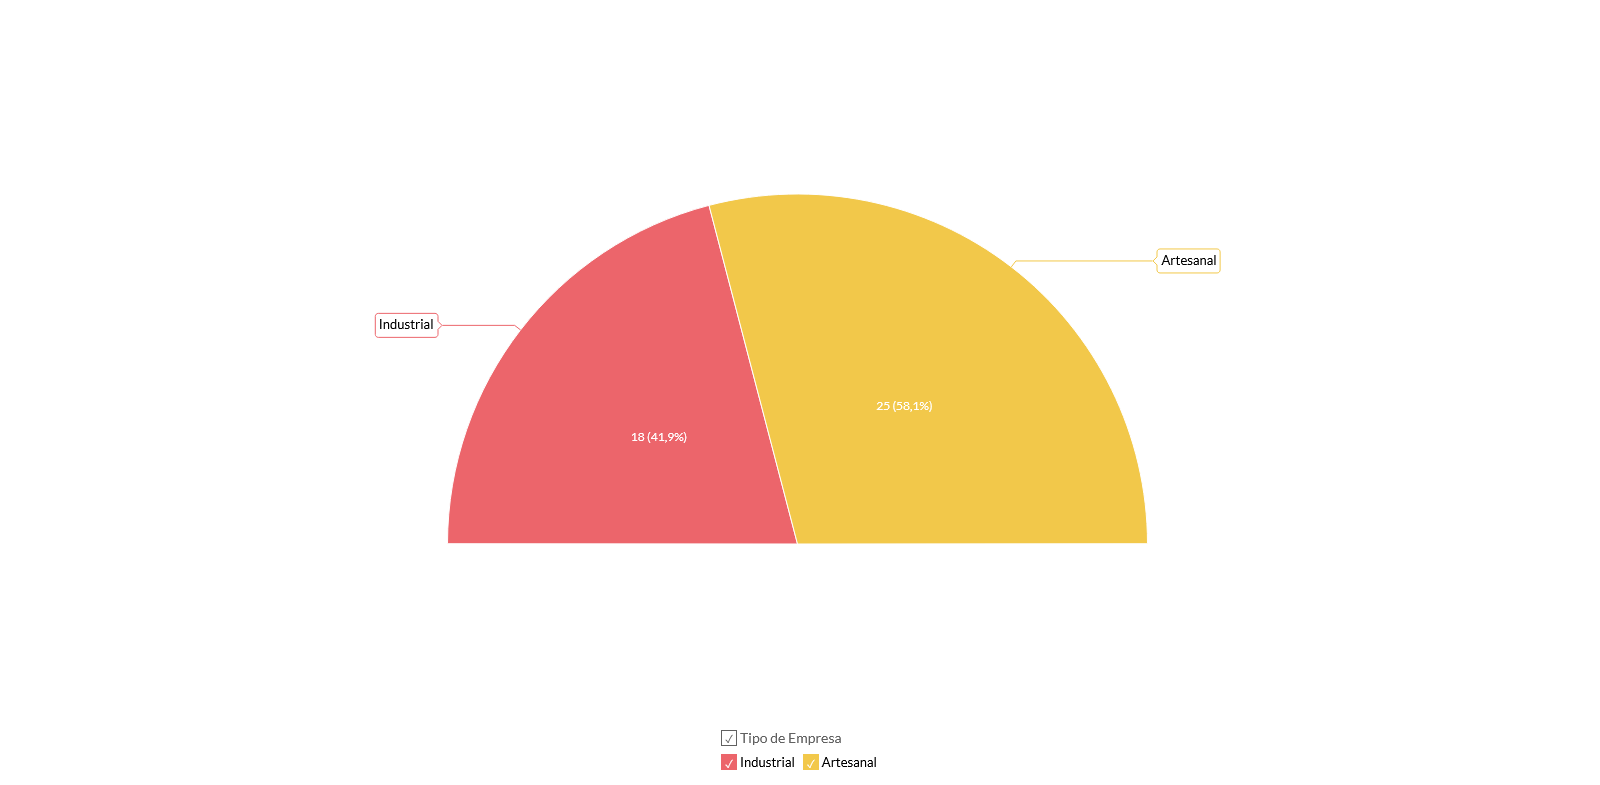 Artesanal
Industrial
25 (58,1%)
18 (41,9%)
Tipo de Empresa
Industrial Artesanal